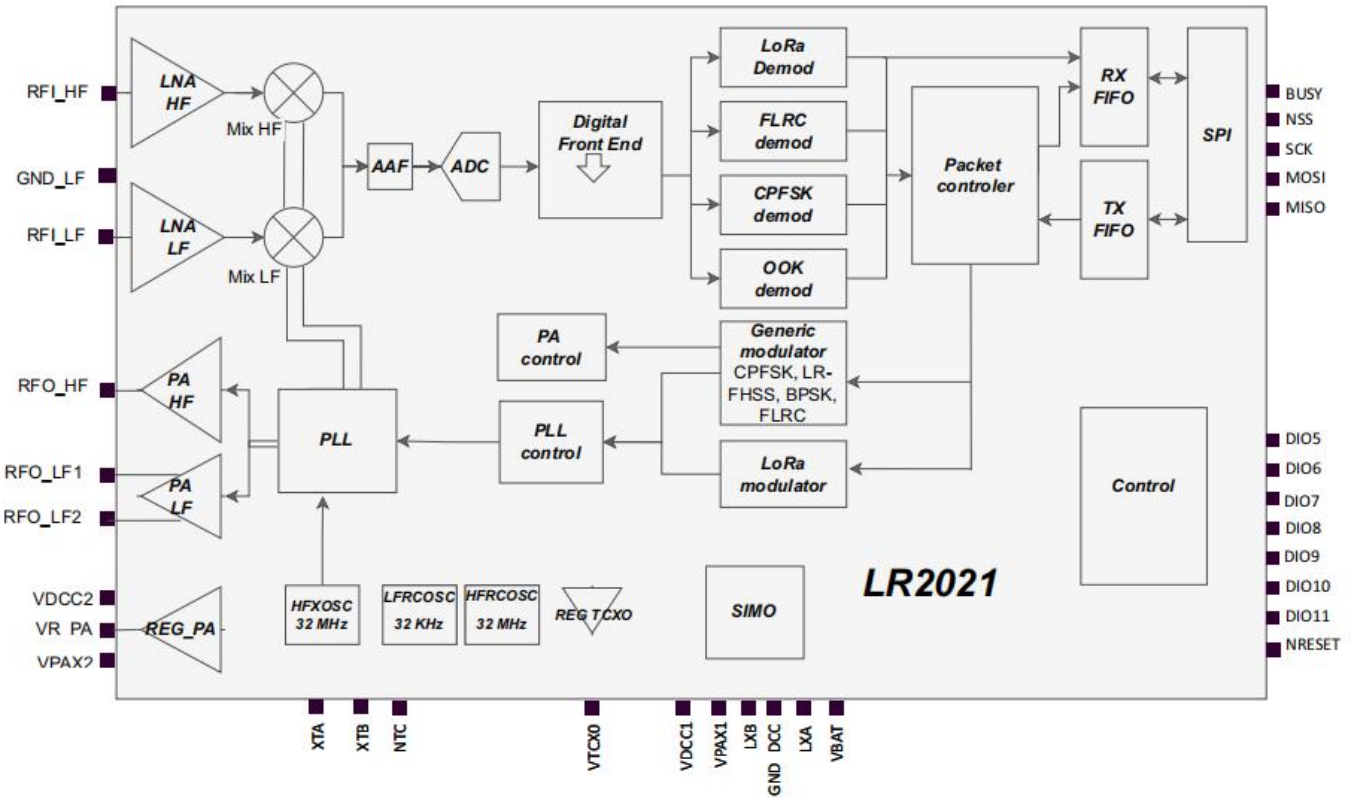 RFI_HF
GND_LF
RFI_LF
RFO_HF
RFO_LF1
RFO_LF2
VDCC2
VR PA
VPAX2
LNA
HF
Mix HF
LNA
LF
Mix LF
AAF
ADC
Digital
Front End
LoRa
Demod
FLRC
demod
CPFSK
demod
OOK
demod
Packet
controler
RX
FIFO
TX
FIFO
SPI
BUSY
NSS
SCK
MOSI
MISO
PA
HF
PA
LF
PLL
PA
control
PLL
control
Generic
modulator
CPFSK, LR-
FHSS, BPSK,
FLRC
LoRa
modulator
Control
DIO5
DIO6
DIO7
DIO8
DIO9
DIO10
DIO11
NRESET
REG_PA
HFXOSC
32 MHz
LFRCOSC
32 KHz
HFRCOSC
32 MHz
REG TCXO
SIMO
LR2021
XTA
XTB
NTC
VTCX0
VDCC1
VPAX1
LXB
GND DCC
LXA
VBAT